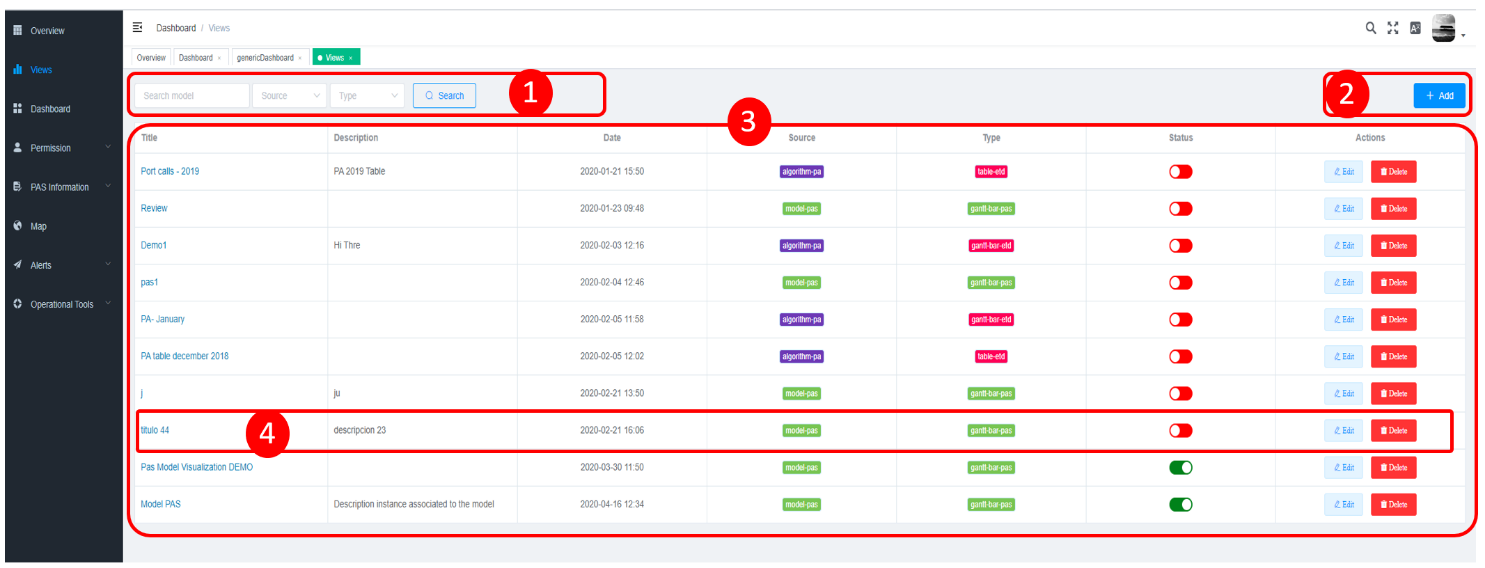 Overview
Views
Dashboard
Permission
PAS Information
Map
Alerts
Operational Tools
Dashboard / Views
Overview Dashboard × genericDashboard × Views ×
Search model Source Type Search 1 2 + Add
3
Title Description Date Source Type Status Actions
Port calls - 2019 PA 2019 Table 2020-01-21 15:50 algorithm-pa table-etd Edit Delete
Review 2020-01-23 09:48 model-pas gantt-bar-pas Edit Delete
Demo1 Hi Thre 2020-02-03 12:16 algorithm-pa gantt-bar-etd Edit Delete
pas1 2020-02-04 12:46 model-pas gantt-bar-pas Edit Delete
PA- January 2020-02-05 11:58 algorithm-pa gantt-bar-etd Edit Delete
PA table december 2018 2020-02-05 12:02 algorithm-pa table-etd Edit Delete
j ju 2020-02-21 13:50 model-pas gantt-bar-pas Edit Delete
titulo 44 4 descripcion 23 2020-02-21 16:06 model-pas gantt-bar-pas Edit Delete
Pas Model Visualization DEMO 2020-03-30 11:50 model-pas gantt-bar-pas Edit Delete
Model PAS Description instance associated to the model 2020-04-16 12:34 model-pas gantt-bar-pas Edit Delete